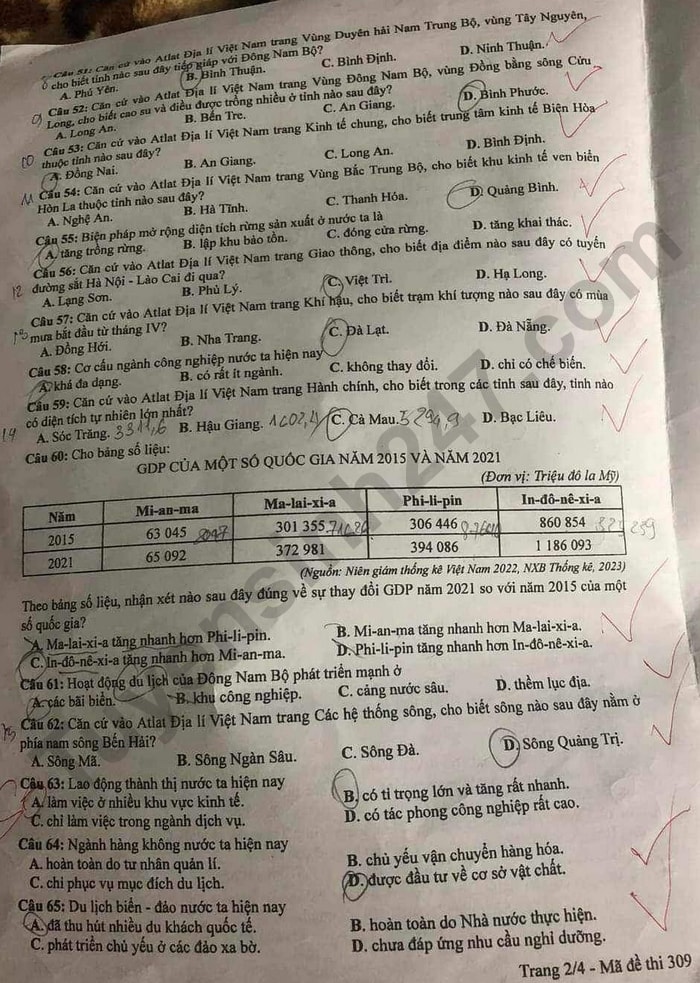 Câu 51: Căn cứ vào Atlat Địa lí Việt Nam trang Vùng Duyên hải Nam Trung Bộ, vùng Tây Nguyên,
cho biết tỉnh nào sau đây tiếp giáp với Đông Nam Bộ?
A. Phú Yên. B. Bình Thuận. C. Bình Định. D. Ninh Thuận.
Câu 52: Căn cứ vào Atlat Địa lí Việt Nam trang Vùng Đông Nam Bộ, vùng Đồng bằng sông Cửu
Long, cho biết cao su và điều được trồng nhiều ở tỉnh nào sau đây?
A. Long An. B. Bến Tre. C. An Giang. D. Bình Phước.
Câu 53: Căn cứ vào Atlat Địa lí Việt Nam trang Kinh tế chung, cho biết trung tâm kinh tế Biên Hòa
thuộc tỉnh nào sau đây?
A. Đồng Nai. B. An Giang. C. Long An. D. Bình Định.
11 Câu 54: Căn cứ vào Atlat Địa lí Việt Nam trang Vùng Bắc Trung Bộ, cho biết khu kinh tế ven biển
Hòn La thuộc tỉnh nào sau đây?
A. Nghệ An. B. Hà Tĩnh. C. Thanh Hóa. D. Quảng Bình.
Câu 55: Biện pháp mở rộng diện tích rừng sản xuất ở nước ta là
A. tăng trồng rừng. B. lập khu bảo tồn. C. đóng cửa rừng. D. tăng khai thác.
Câu 56: Căn cứ vào Atlat Địa lí Việt Nam trang Giao thông, cho biết địa điểm nào sau đây có tuyến
12 đường sắt Hà Nội - Lào Cai đi qua?
A. Lạng Sơn. B. Phủ Lý. C. Việt Trì. D. Hạ Long.
Câu 57: Căn cứ vào Atlat Địa lí Việt Nam trang Khí hậu, cho biết trạm khí tượng nào sau đây có mùa
mưa bắt đầu từ tháng IV?
A. Đồng Hới. B. Nha Trang. C. Đà Lạt. D. Đà Nẵng.
Câu 58: Cơ cấu ngành công nghiệp nước ta hiện nay
A. khá đa dạng. B. có rất ít ngành. C. không thay đổi. D. chỉ có chế biến.
Câu 59: Căn cứ vào Atlat Địa lí Việt Nam trang Hành chính, cho biết trong các tỉnh sau đây, tỉnh nào
có diện tích tự nhiên lớn nhất?
14 A. Sóc Trăng. 3311,6 B. Hậu Giang. 1602,4 C. Cà Mau. 5294,9 D. Bạc Liêu.
Câu 60: Cho bảng số liệu:
GDP CỦA MỘT SỐ QUỐC GIA NĂM 2015 VÀ NĂM 2021
(Đơn vị: Triệu đô la Mỹ)
Năm Mi-an-ma Ma-lai-xi-a Phi-li-pin In-đô-nê-xi-a
2015 63 045 301 355 306 446 860 854
2021 65 092 372 981 394 086 1 186 093
(Nguồn: Niên giám thống kê Việt Nam 2022, NXB Thống kê, 2023)
Theo bảng số liệu, nhận xét nào sau đây đúng về sự thay đổi GDP năm 2021 so với năm 2015 của một
số quốc gia?
A. Ma-lai-xi-a tăng nhanh hơn Phi-li-pin. B. Mi-an-ma tăng nhanh hơn Ma-lai-xi-a.
C. In-đô-nê-xi-a tăng nhanh hơn Mi-an-ma. D. Phi-li-pin tăng nhanh hơn In-đô-nê-xi-a.
Câu 61: Hoạt động du lịch của Đông Nam Bộ phát triển mạnh ở
A. các bãi biển. B. khu công nghiệp. C. cảng nước sâu. D. thềm lục địa.
Câu 62: Căn cứ vào Atlat Địa lí Việt Nam trang Các hệ thống sông, cho biết sông nào sau đây nằm ở
phía nam sông Bến Hải?
A. Sông Mã. B. Sông Ngàn Sâu. C. Sông Đà. D. Sông Quảng Trị.
Câu 63: Lao động thành thị nước ta hiện nay
A. làm việc ở nhiều khu vực kinh tế. B. có tỉ trọng lớn và tăng rất nhanh.
C. chỉ làm việc trong ngành dịch vụ. D. có tác phong công nghiệp rất cao.
Câu 64: Ngành hàng không nước ta hiện nay
A. hoàn toàn do tư nhân quản lí. B. chủ yếu vận chuyển hàng hóa.
C. chỉ phục vụ mục đích du lịch. D. được đầu tư về cơ sở vật chất.
Câu 65: Du lịch biển - đảo nước ta hiện nay
A. đã thu hút nhiều du khách quốc tế. B. hoàn toàn do Nhà nước thực hiện.
C. phát triển chủ yếu ở các đảo xa bờ. D. chưa đáp ứng nhu cầu nghỉ dưỡng.
Trang 2/4 - Mã đề thi 309
tuyensinh247.com